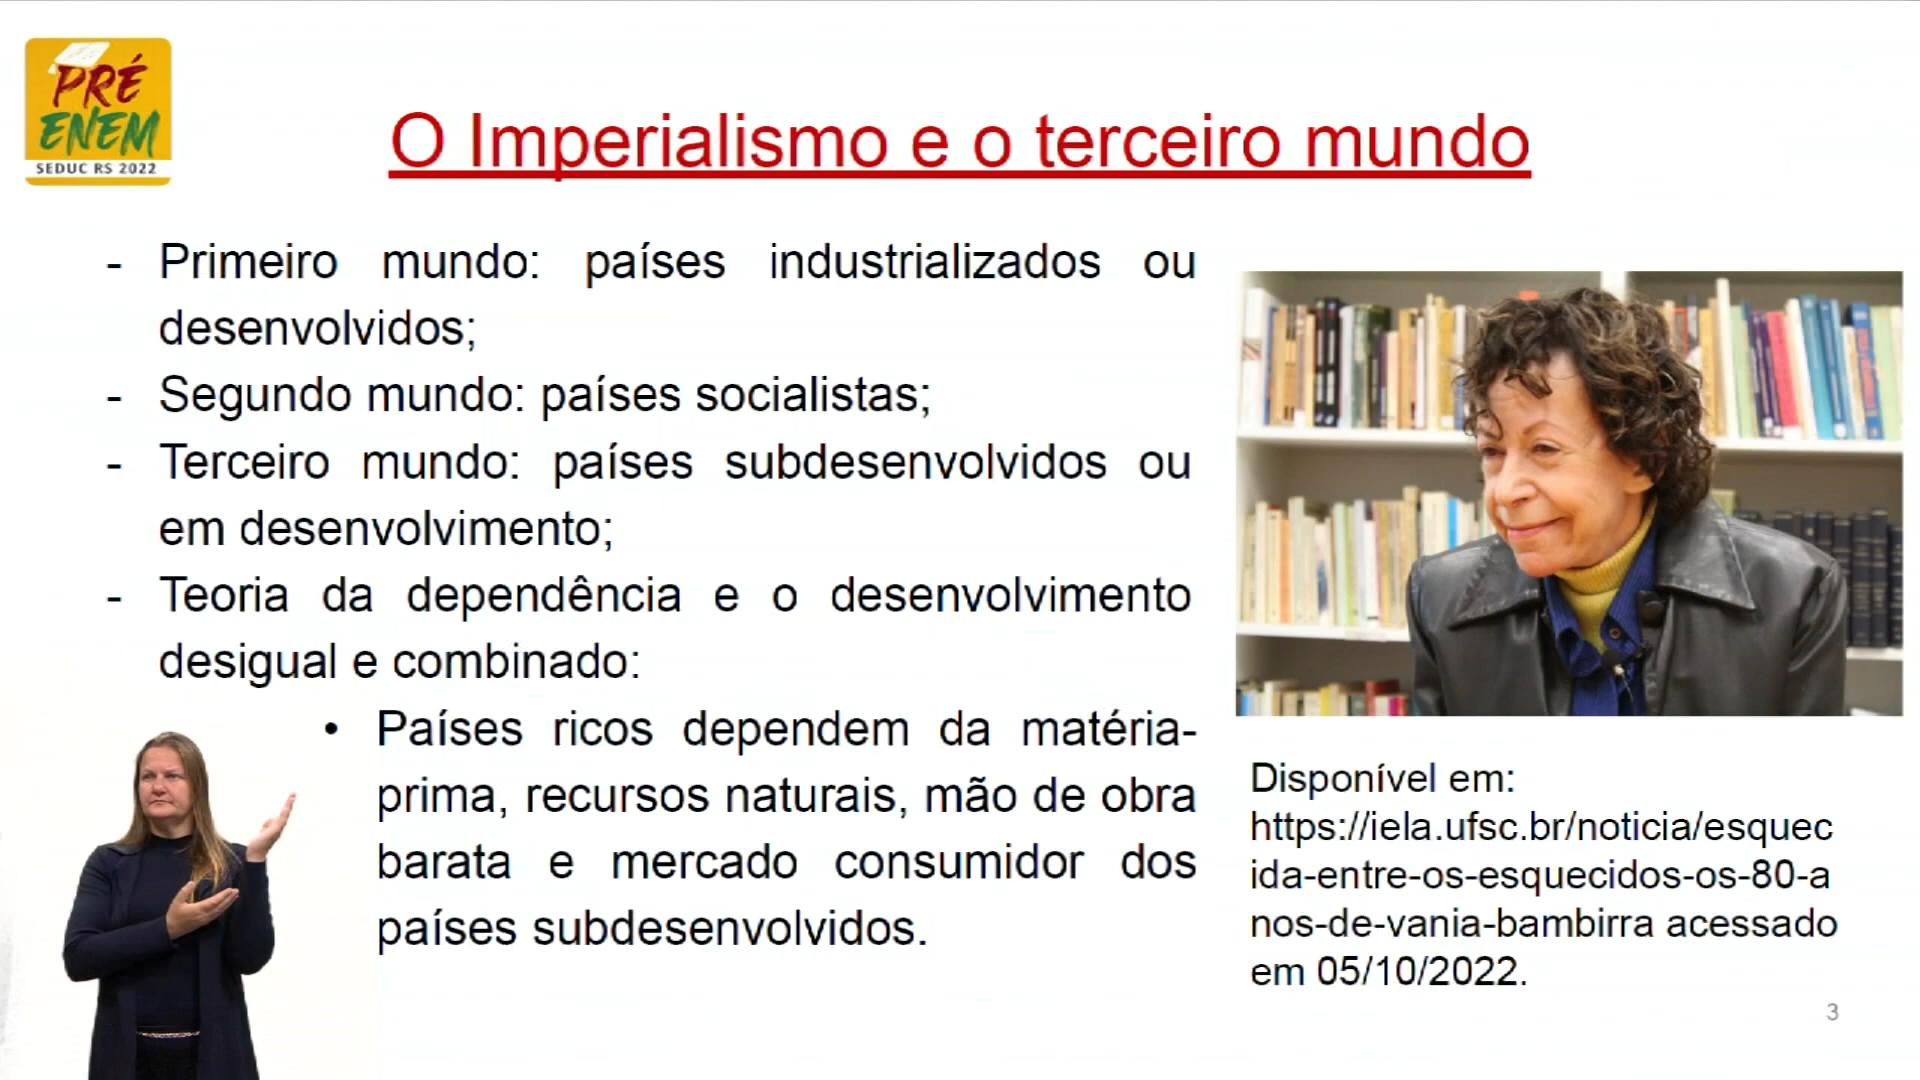 PRÉ
ENEM
SEDUC RS 2022
O Imperialismo e o terceiro mundo
- Primeiro mundo: países industrializados ou
desenvolvidos;
- Segundo mundo: países socialistas;
- Terceiro mundo: países subdesenvolvidos ou
em desenvolvimento;
- Teoria da dependência e o desenvolvimento
desigual e combinado:
• Países ricos dependem da matéria-
prima, recursos naturais, mão de obra
barata e mercado consumidor dos
países subdesenvolvidos.
Disponível em:
https://iela.ufsc.br/noticia/esquec
ida-entre-os-esquecidos-os-80-a
nos-de-vania-bambirra acessado
em 05/10/2022.
3